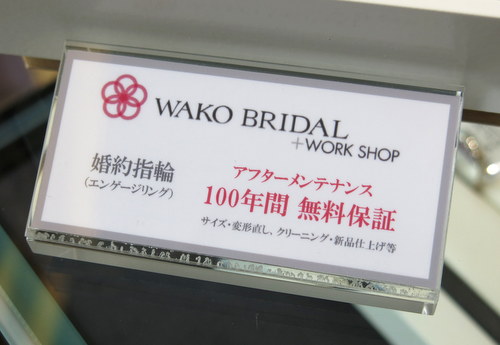 WAKO BRIDAL
+WORK SHOP
婚約指輪
(エンゲージリング)
アフターメンテナンス
100年間 無料保証
サイズ・変形直し、クリーニング・新品仕上げ等